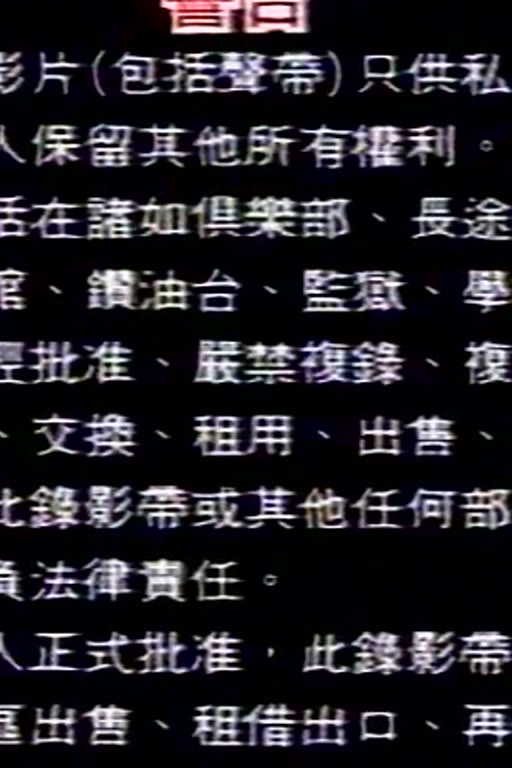 警告
影片(包括聲帶)只供私
人保留其他所有權利。
括在諸如俱樂部、長途
館、鑽油台、監獄、學
經批准、嚴禁複錄、複
、交換、租用、出售、
此錄影帶或其他任何部
負法律責任。
人正式批准，此錄影帶
區出售、租借出口、再